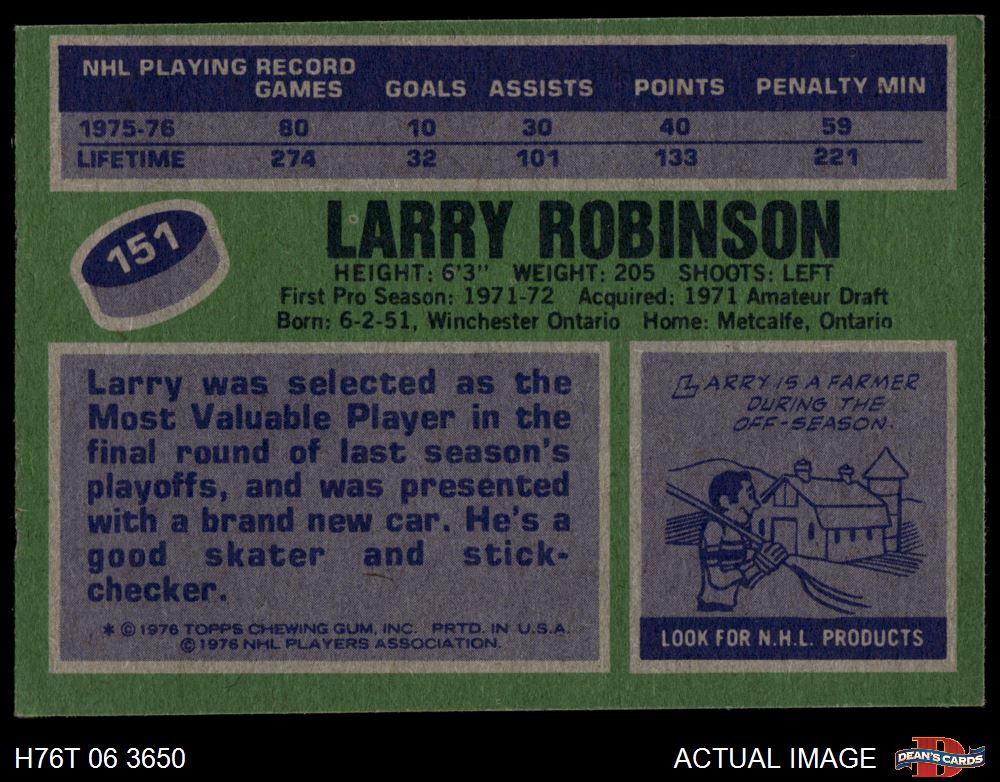 NHL PLAYING RECORD
GAMES GOALS ASSISTS POINTS PENALTY MIN
1975-76 80 10 30 40 59
LIFETIME 274 32 101 133 221
151
LARRY ROBINSON
HEIGHT: 6'3" WEIGHT: 205 SHOOTS: LEFT
First Pro Season: 1971-72 Acquired: 1971 Amateur Draft
Born: 6-2-51, Winchester Ontario Home: Metcalfe, Ontario
Larry was selected as the
Most Valuable Player in the
final round of last season's
playoffs, and was presented
with a brand new car. He's a
good skater and stick-
checker.
* © 1976 TOPPS CHEWING GUM, INC. PRTD. IN U.S.A.
© 1976 NHL PLAYERS ASSOCIATION.
LARRY IS A FARMER
DURING THE
OFF-SEASON.
LOOK FOR N.H.L. PRODUCTS
H76T 06 3650
ACTUAL IMAGE
D
DEAN'S CARDS